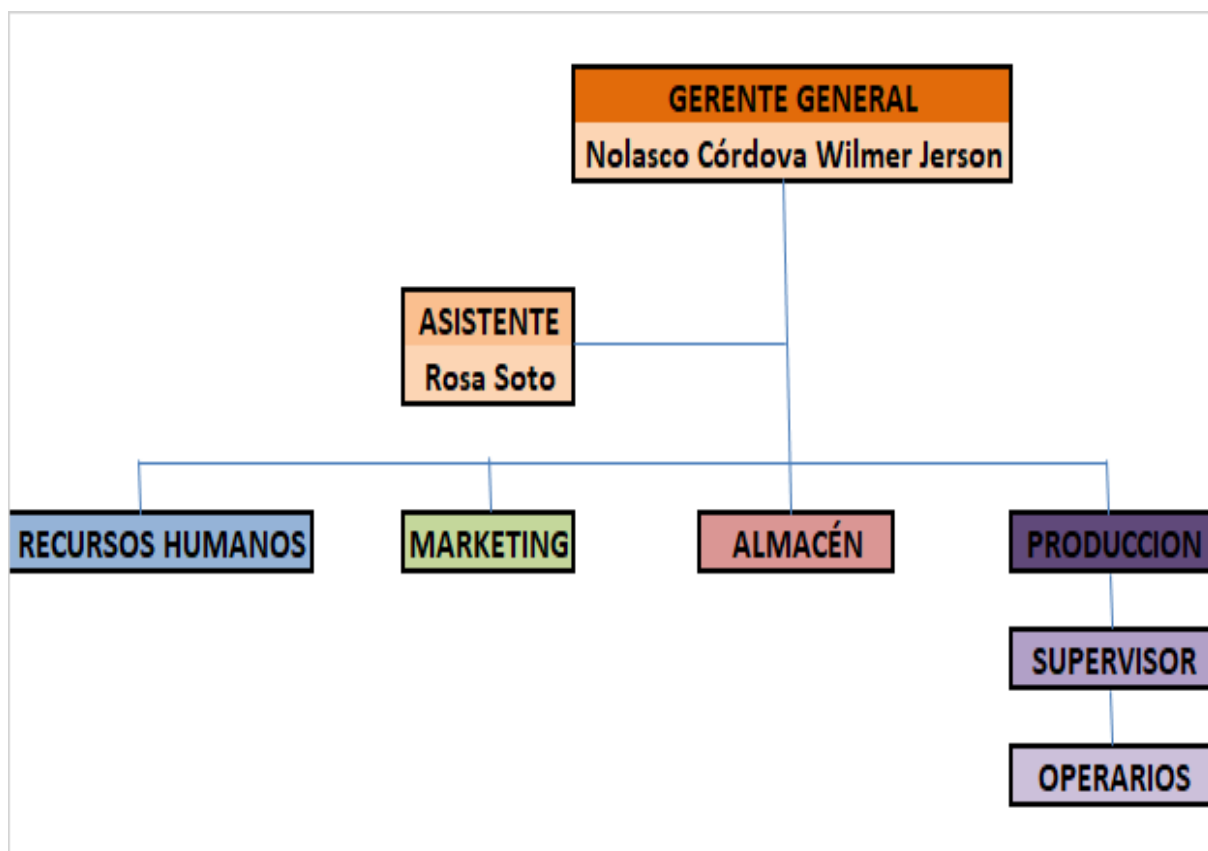 GERENTE GENERAL
Nolasco Córdova Wilmer Jerson
ASISTENTE
Rosa Soto
RECURSOS HUMANOS
MARKETING
ALMACÉN
PRODUCCION
SUPERVISOR
OPERARIOS